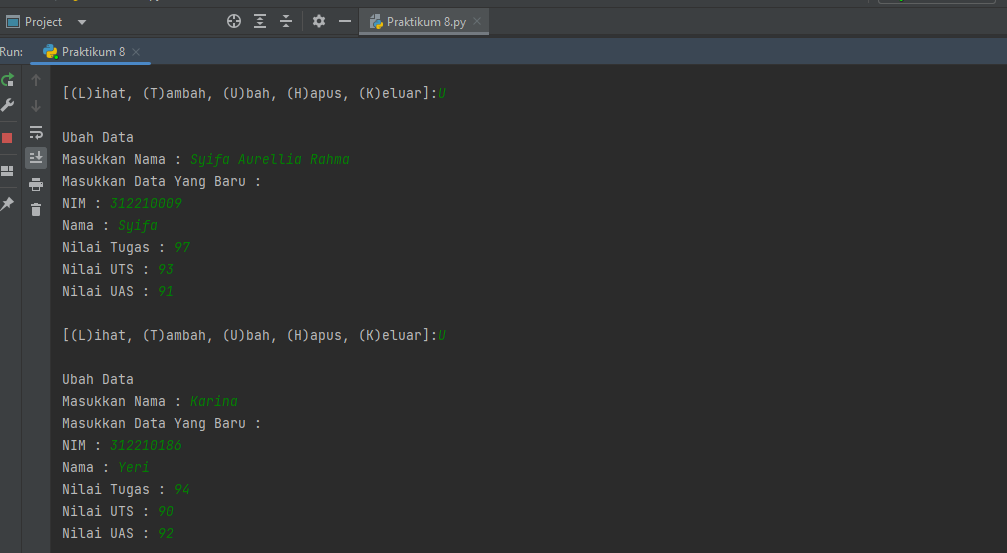 Project
Praktikum 8.py
Run:
Praktikum 8
[(L)ihat, (T)ambah, (U)bah, (H)apus, (K)eluar]:U
Ubah Data
Masukkan Nama : Syifa Aurellia Rahma
Masukkan Data Yang Baru :
NIM : 312210009
Nama : Syifa
Nilai Tugas : 97
Nilai UTS : 93
Nilai UAS : 91
[(L)ihat, (T)ambah, (U)bah, (H)apus, (K)eluar]:U
Ubah Data
Masukkan Nama : Karina
Masukkan Data Yang Baru :
NIM : 312210186
Nama : Yeri
Nilai Tugas : 94
Nilai UTS : 90
Nilai UAS : 92